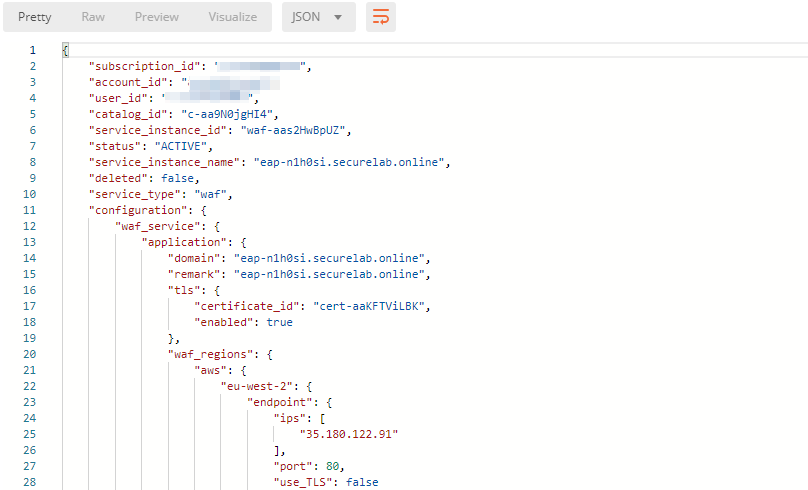 Pretty Raw Preview Visualize JSON
1 {
2 "subscription_id": "",
3 "account_id": "
4 "user_id": "",
5 "catalog_id": "c-aa9N0jgHI4",
6 "service_instance_id": "waf-aas2HwBpUZ",
7 "status": "ACTIVE",
8 "service_instance_name": "eap-n1h0si.securelab.online",
9 "deleted": false,
10 "service_type": "waf",
11 "configuration": {
12 "waf_service": {
13 "application": {
14 "domain": "eap-n1h0si.securelab.online",
15 "remark": "eap-n1h0si.securelab.online",
16 "tls": {
17 "certificate_id": "cert-aaKFTViLBK",
18 "enabled": true
19 },
20 "waf_regions": {
21 "aws": {
22 "eu-west-2": {
23 "endpoint": {
24 "ips": [
25 "35.180.122.91"
26 ],
27 "port": 80,
28 "use_TLS": false